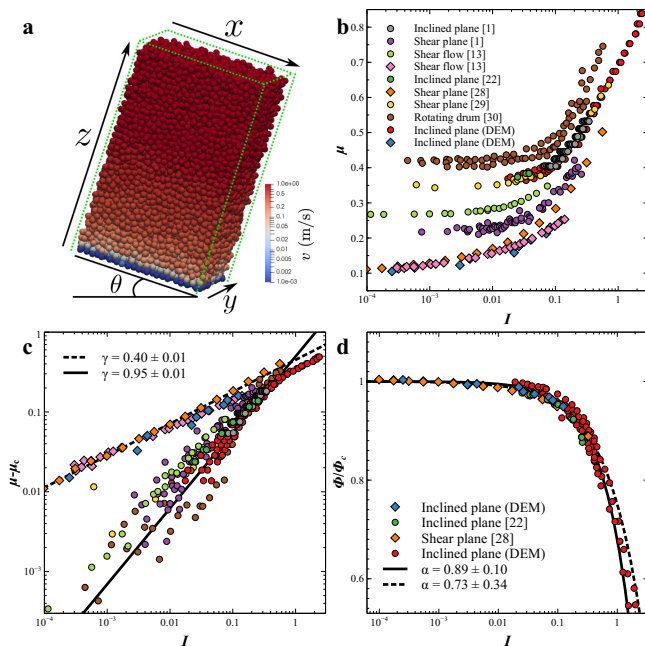 a
x
z
θ
y
v (m/s)
1.0e+00
0.5
0.2
0.1
0.05
0.02
0.01
0.005
0.002
1.0e-03
b
μ
0.8
0.7
0.6
0.5
0.4
0.3
0.2
0.1
Inclined plane [1]
Shear plane [1]
Shear flow [13]
Shear flow [13]
Inclined plane [22]
Shear plane [28]
Shear plane [29]
Rotating drum [30]
Inclined plane (DEM)
Inclined plane (DEM)
10⁻⁴ 10⁻³ 0.01 0.1 1
I
c
μ-μc
1
0.1
0.01
10⁻³
γ = 0.40 ± 0.01
γ = 0.95 ± 0.01
10⁻⁴ 10⁻³ 0.01 0.1 1
I
d
Φ/Φc
1
0.8
0.6
Inclined plane (DEM)
Inclined plane [22]
Shear plane [28]
Inclined plane (DEM)
α = 0.89 ± 0.10
α = 0.73 ± 0.34
10⁻⁴ 10⁻³ 0.01 0.1 1
I